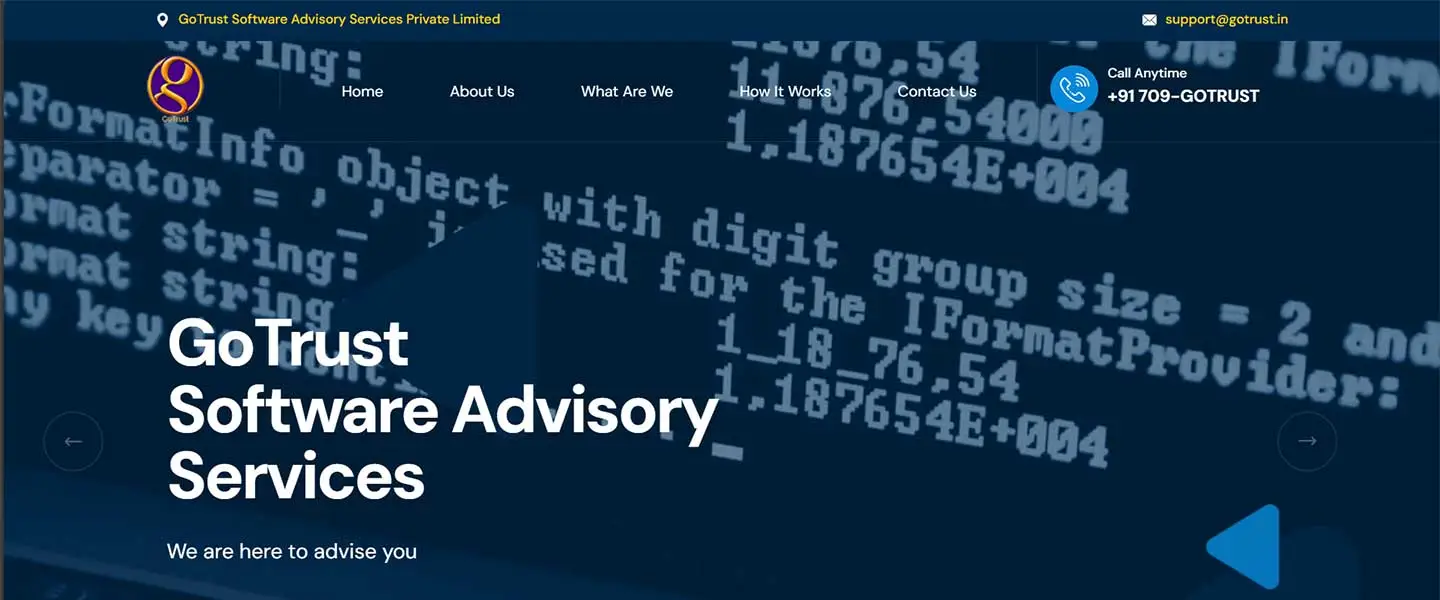 GoTrust Software Advisory Services Private Limited
support@gotrust.in
GoTrust
Home
About Us
What Are We
How It Works
Contact Us
Call Anytime
+91 709-GOTRUST
string:
11.876,54
11.876,54000
1,187654E+004
rFormatInfo object with digit group size = 2 and
eparator = , _ ,
sed for the IFormatProvider:
ormat string:
1_18_76,54
ormat string
1,187654E+004
ny key
GoTrust
Software Advisory
Services
We are here to advise you